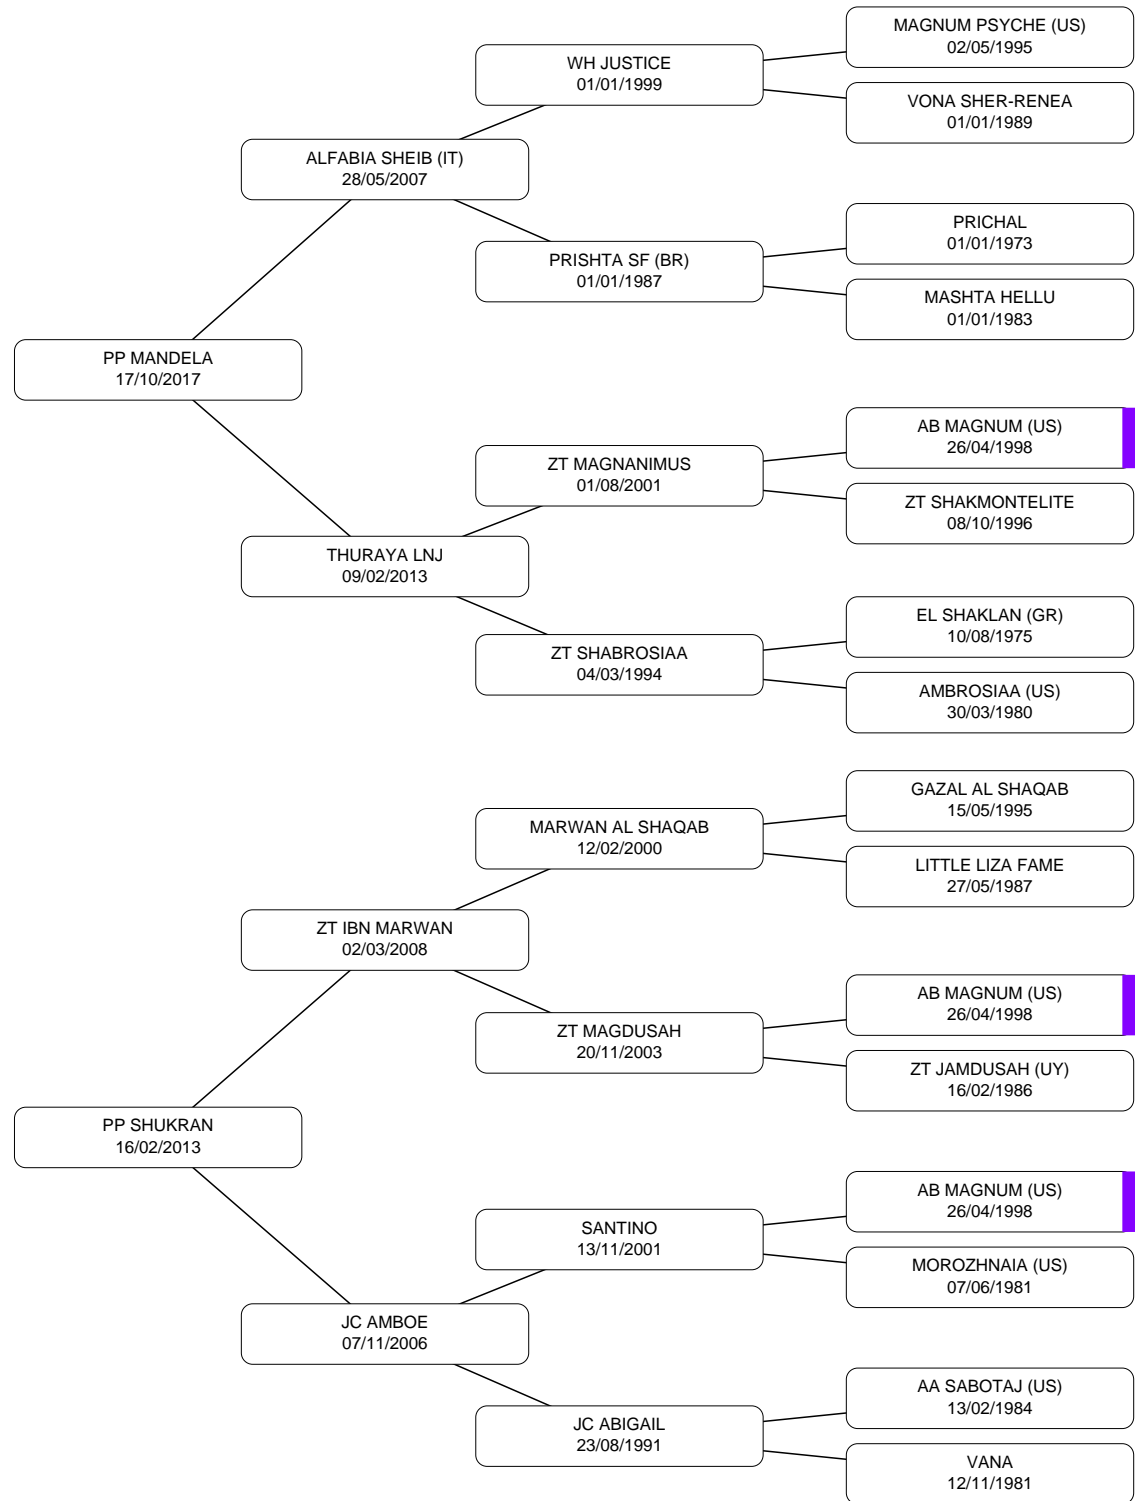 MAGNUM PSYCHE (US)
02/05/1995
WH JUSTICE
01/01/1999
VONA SHER-RENEA
01/01/1989
ALFABIA SHEIB (IT)
28/05/2007
PRICHAL
01/01/1973
PRISHTA SF (BR)
01/01/1987
MASHTA HELLU
01/01/1983
PP MANDELA
17/10/2017
AB MAGNUM (US)
26/04/1998
ZT MAGNANIMUS
01/08/2001
ZT SHAKMONTELITE
08/10/1996
THURAYA LNJ
09/02/2013
EL SHAKLAN (GR)
10/08/1975
ZT SHABROSIAA
04/03/1994
AMBROSIAA (US)
30/03/1980
GAZAL AL SHAQAB
15/05/1995
MARWAN AL SHAQAB
12/02/2000
LITTLE LIZA FAME
27/05/1987
ZT IBN MARWAN
02/03/2008
AB MAGNUM (US)
26/04/1998
ZT MAGDUSAH
20/11/2003
ZT JAMDUSAH (UY)
16/02/1986
PP SHUKRAN
16/02/2013
AB MAGNUM (US)
26/04/1998
SANTINO
13/11/2001
MOROZHNAIA (US)
07/06/1981
JC AMBOE
07/11/2006
AA SABOTAJ (US)
13/02/1984
JC ABIGAIL
23/08/1991
VANA
12/11/1981